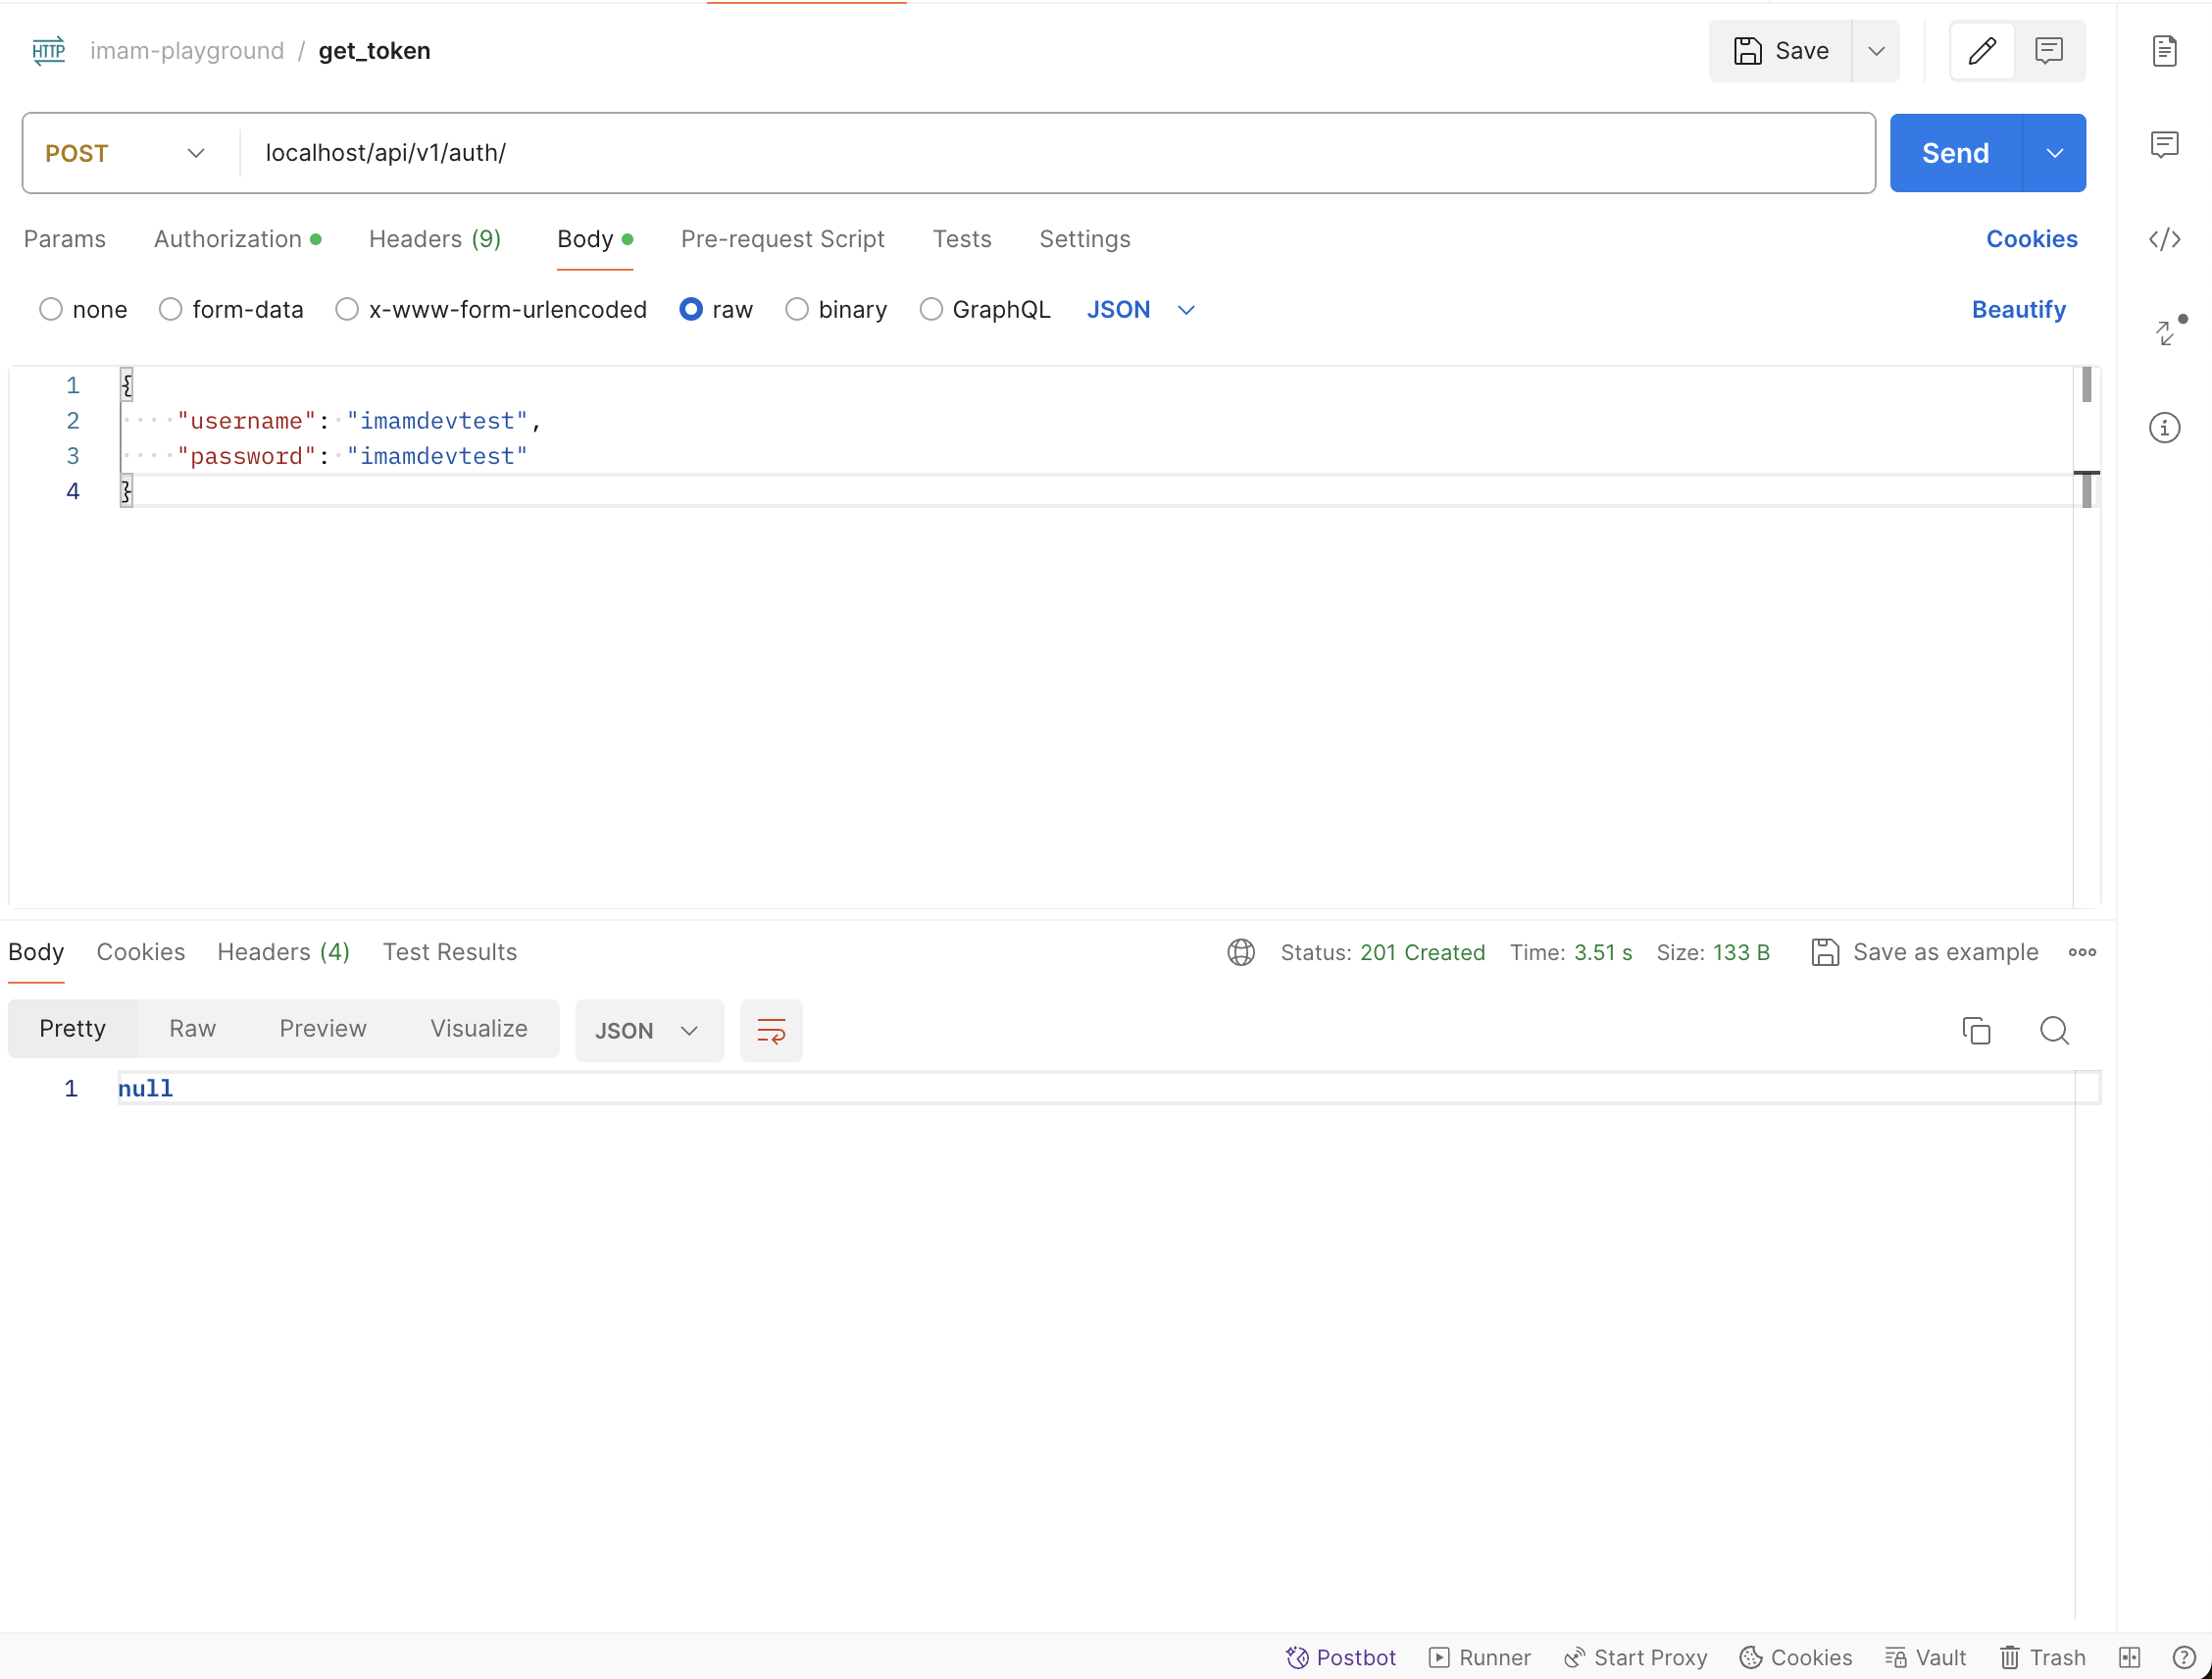 HTTP imam-playground / get_token Save
POST localhost/api/v1/auth/ Send
Params Authorization Headers (9) Body Pre-request Script Tests Settings Cookies
none form-data x-www-form-urlencoded raw binary GraphQL JSON Beautify
1 {
2 "username": "imamdevtest",
3 "password": "imamdevtest"
4 }
Body Cookies Headers (4) Test Results Status: 201 Created Time: 3.51 s Size: 133 B Save as example
Pretty Raw Preview Visualize JSON
1 null
Postbot Runner Start Proxy Cookies Vault Trash